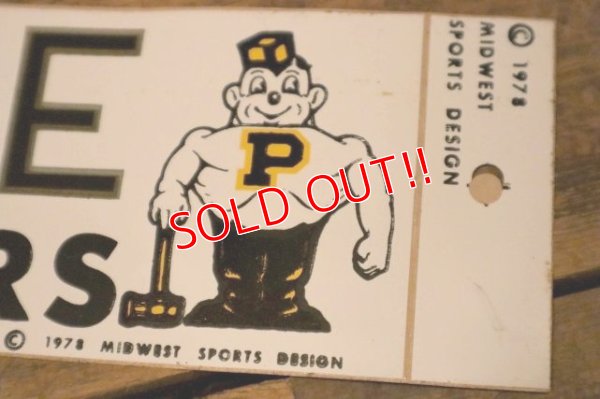 E
RS
P
© 1978 MIDWEST SPORTS DESIGN
© 1978
MIDWEST
SPORTS DESIGN
SOLD OUT!!